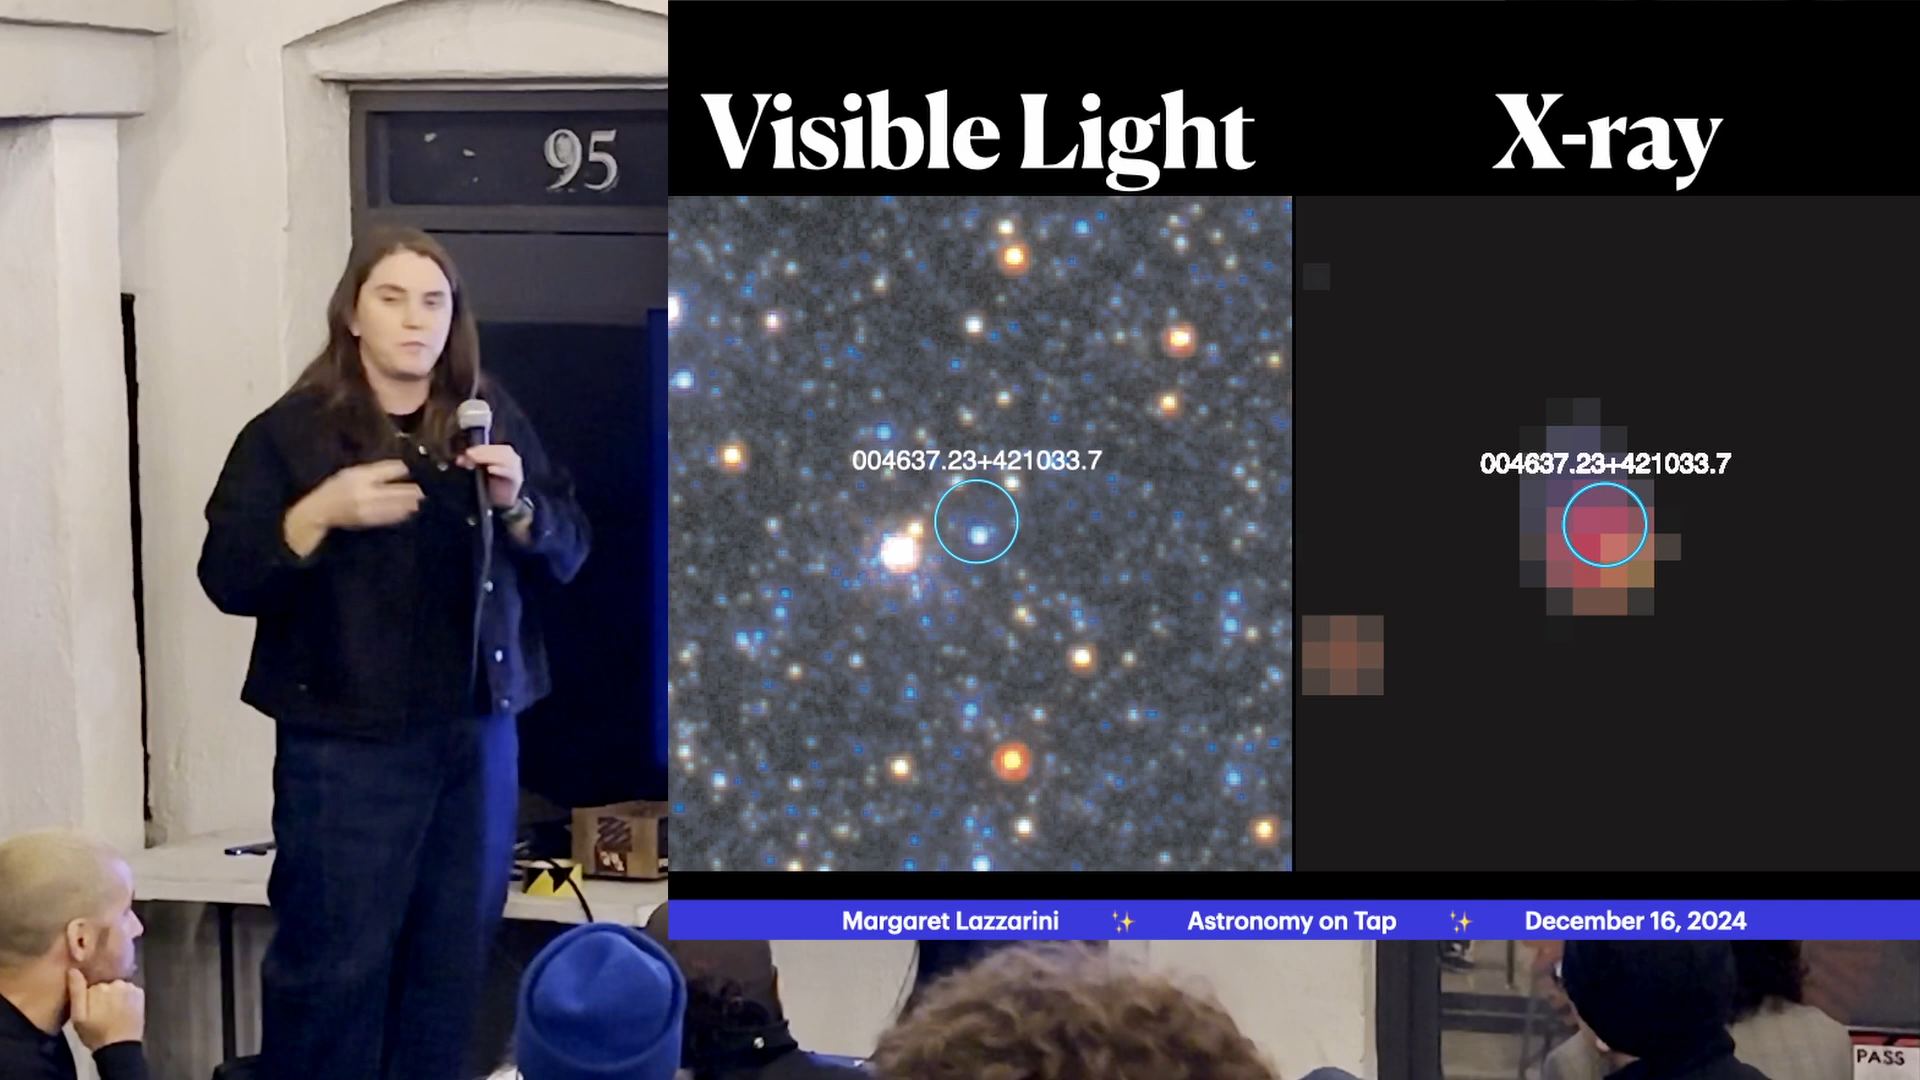 95
Visible Light
X-ray
004637.23+421033.7
004637.23+421033.7
Margaret Lazzarini ✨ Astronomy on Tap ✨ December 16, 2024
PASS